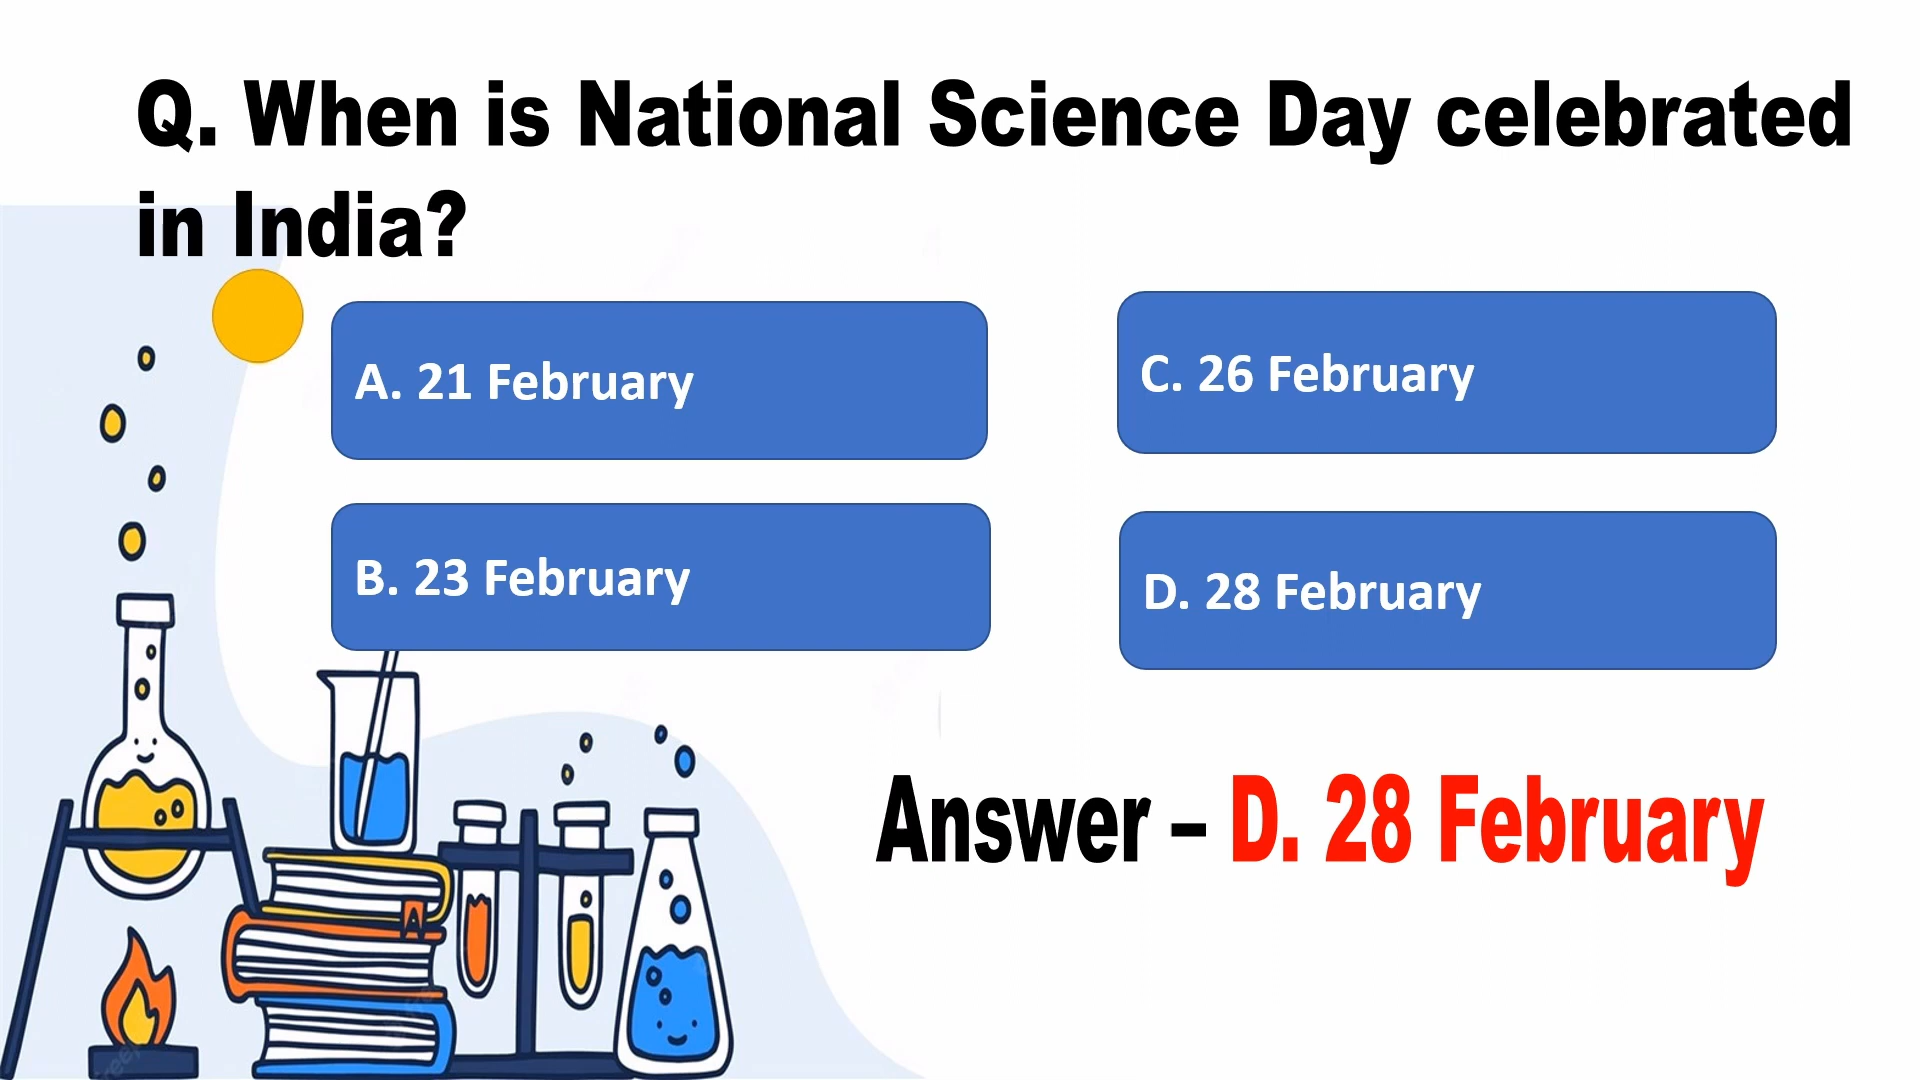 Q. When is National Science Day celebrated
in India?
A. 21 February
C. 26 February
B. 23 February
D. 28 February
Answer – D. 28 February